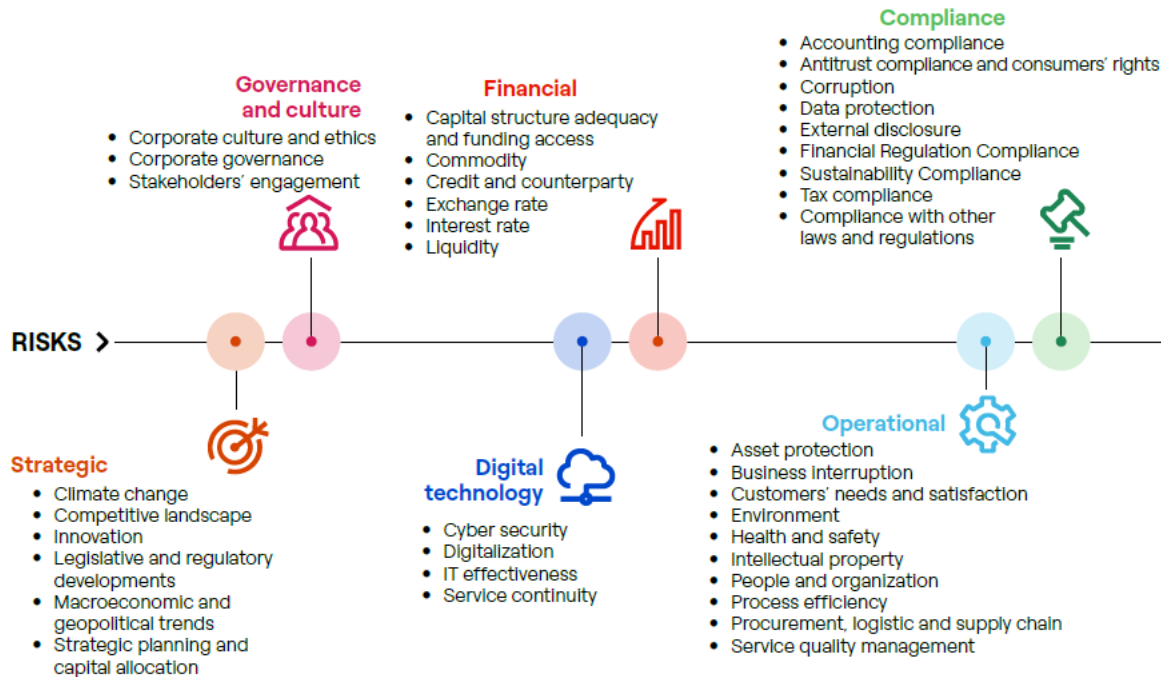 Compliance
• Accounting compliance
• Antitrust compliance and consumers' rights
• Corruption
• Data protection
• External disclosure
• Financial Regulation Compliance
• Sustainability Compliance
• Tax compliance
• Compliance with other
laws and regulations
Governance
and culture
• Corporate culture and ethics
• Corporate governance
• Stakeholders' engagement
Financial
• Capital structure adequacy
and funding access
• Commodity
• Credit and counterparty
• Exchange rate
• Interest rate
• Liquidity
RISKS
Strategic
• Climate change
• Competitive landscape
• Innovation
• Legislative and regulatory
developments
• Macroeconomic and
geopolitical trends
• Strategic planning and
capital allocation
Digital
technology
• Cyber security
• Digitalization
• IT effectiveness
• Service continuity
Operational
• Asset protection
• Business interruption
• Customers' needs and satisfaction
• Environment
• Health and safety
• Intellectual property
• People and organization
• Process efficiency
• Procurement, logistic and supply chain
• Service quality management